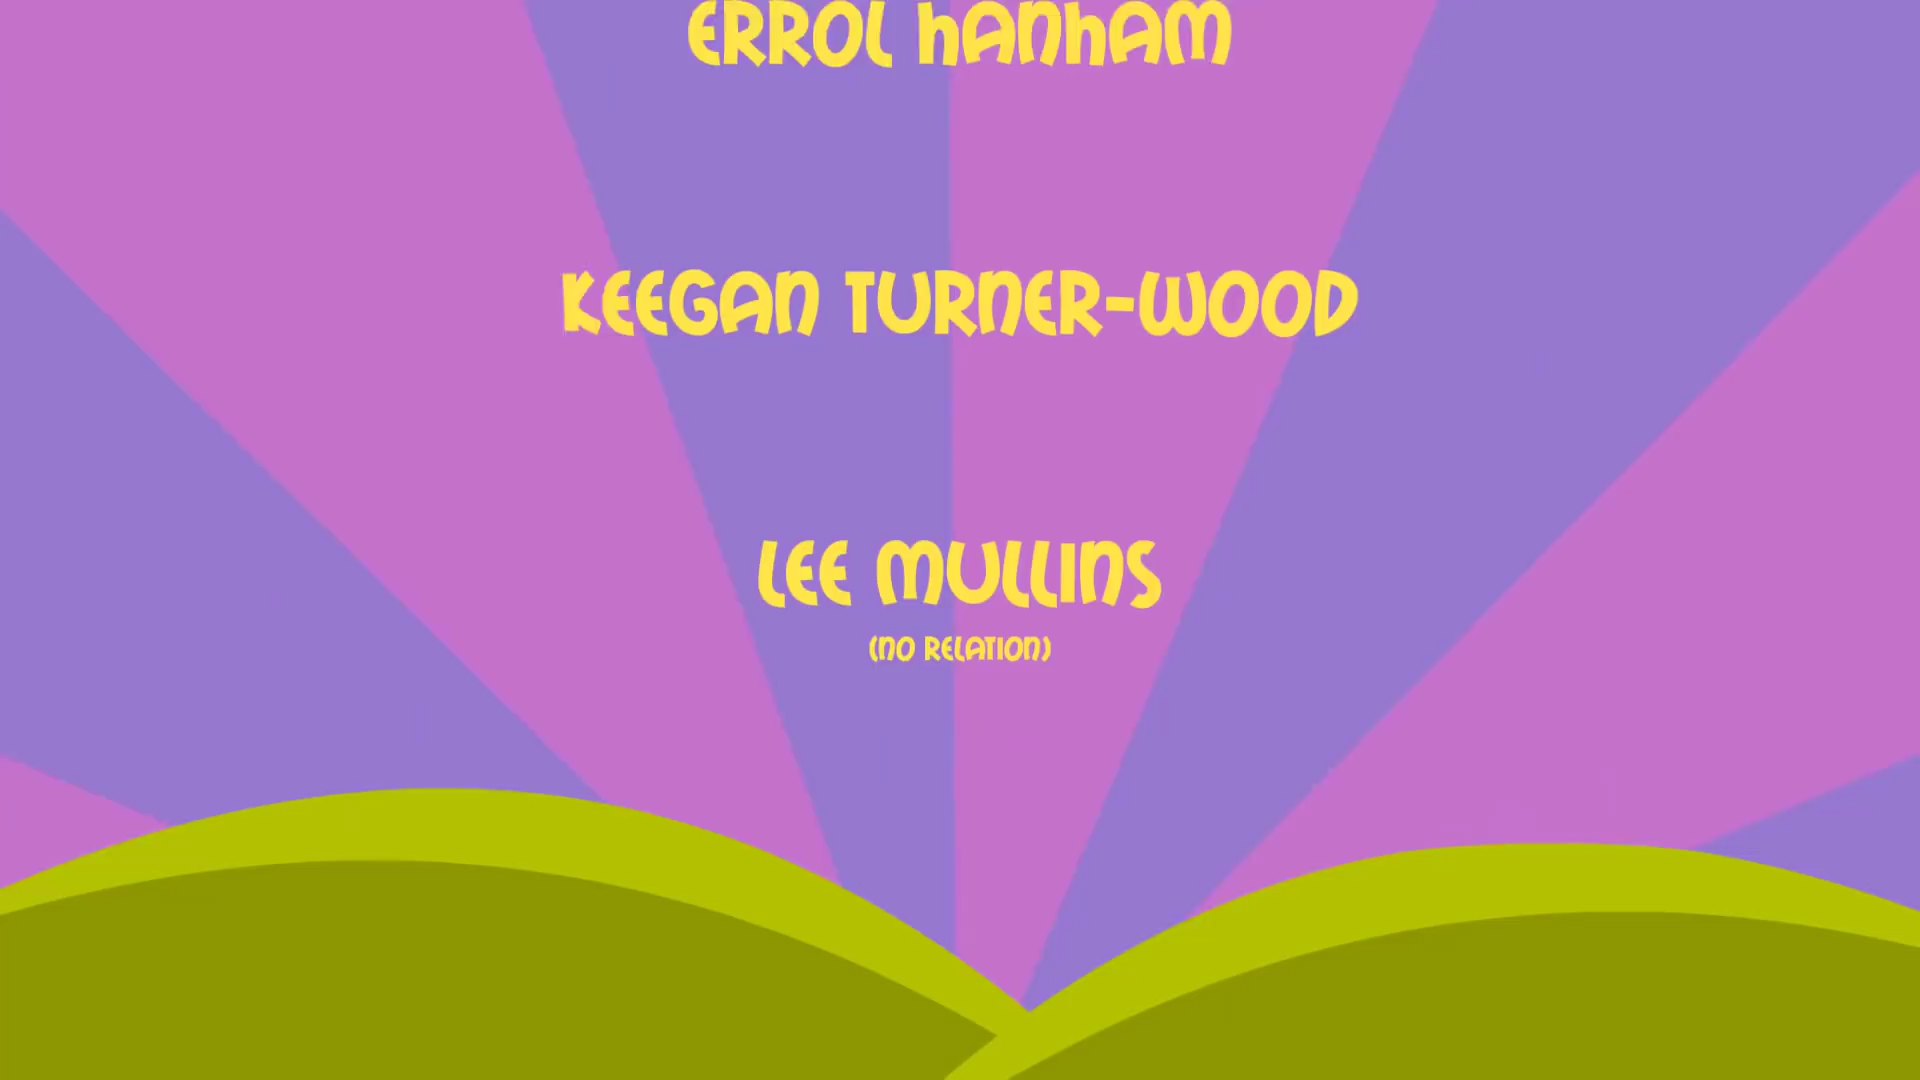 ERROL HANHAM
KEEGAN TURNER-WOOD
LEE MULLINS
(NO RELATION)